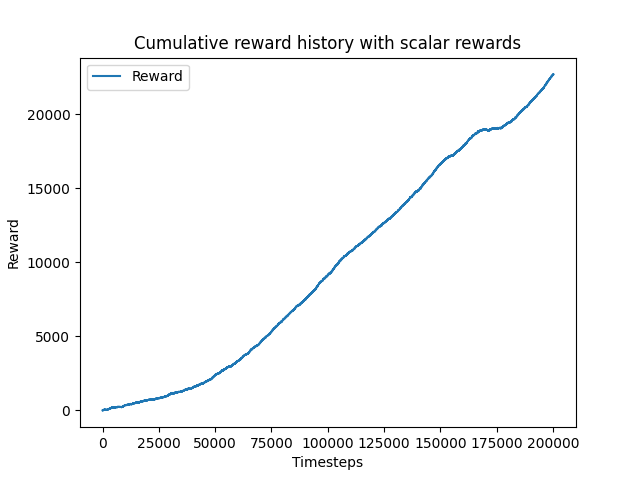 Cumulative reward history with scalar rewards
Reward
20000
15000
10000
5000
0
Reward
0 25000 50000 75000 100000 125000 150000 175000 200000
Timesteps